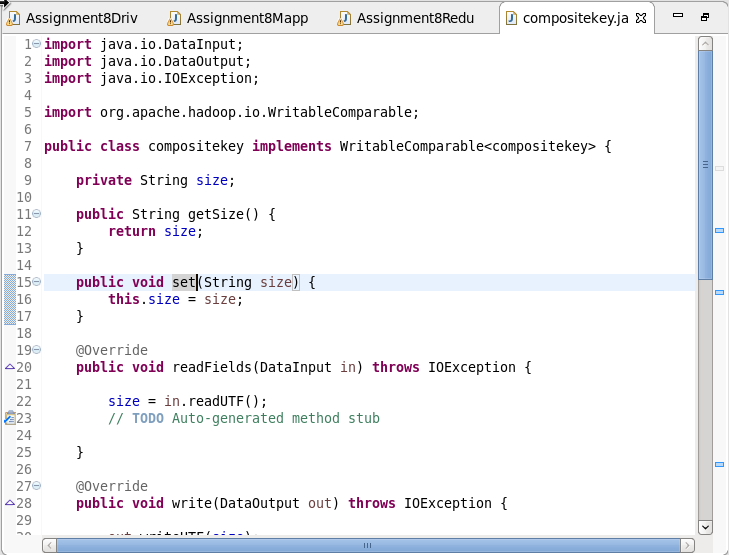 Assignment8Driv Assignment8Mapp Assignment8Redu compositekey.ja
1 import java.io.DataInput;
2 import java.io.DataOutput;
3 import java.io.IOException;
4
5 import org.apache.hadoop.io.WritableComparable;
6
7 public class compositekey implements WritableComparable<compositekey> {
8
9 private String size;
10
11 public String getSize() {
12 return size;
13 }
14
15 public void set(String size) {
16 this.size = size;
17 }
18
19 @Override
20 public void readFields(DataInput in) throws IOException {
21
22 size = in.readUTF();
23 // TODO Auto-generated method stub
24
25 }
26
27 @Override
28 public void write(DataOutput out) throws IOException {
29
30 out.writeUTF(size);